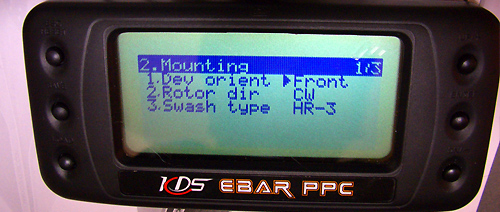 2.Mounting 1/3
1.Dev orient ▶Front
2.Rotor dir CW
3.Swash type HR-3
KDS EBAR PPC